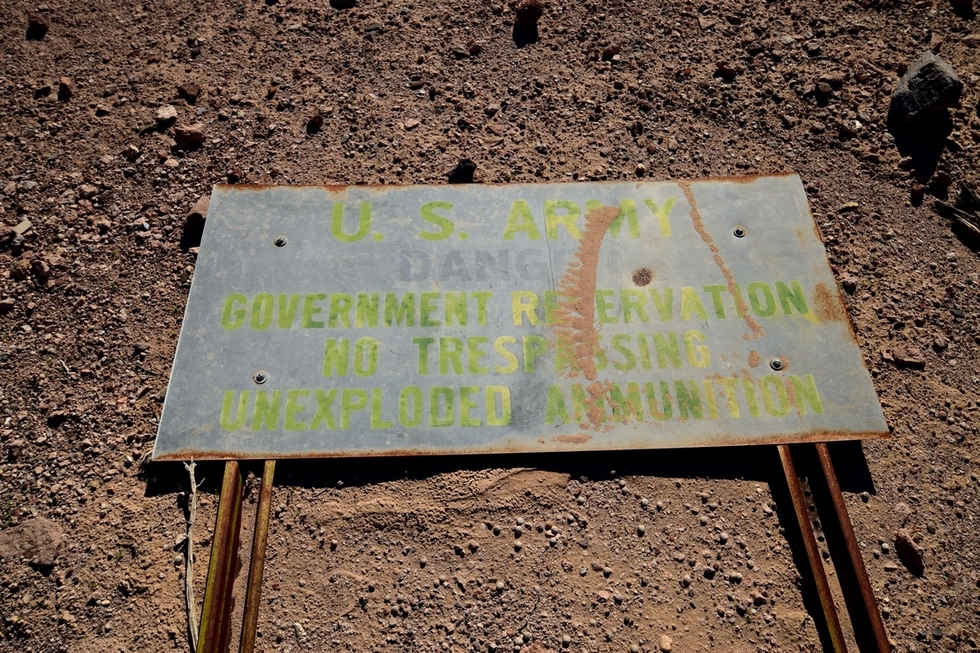 U. S. ARMY
DANGER
GOVERNMENT RESERVATION
NO TRESPASSING
UNEXPLODED AMMUNITION